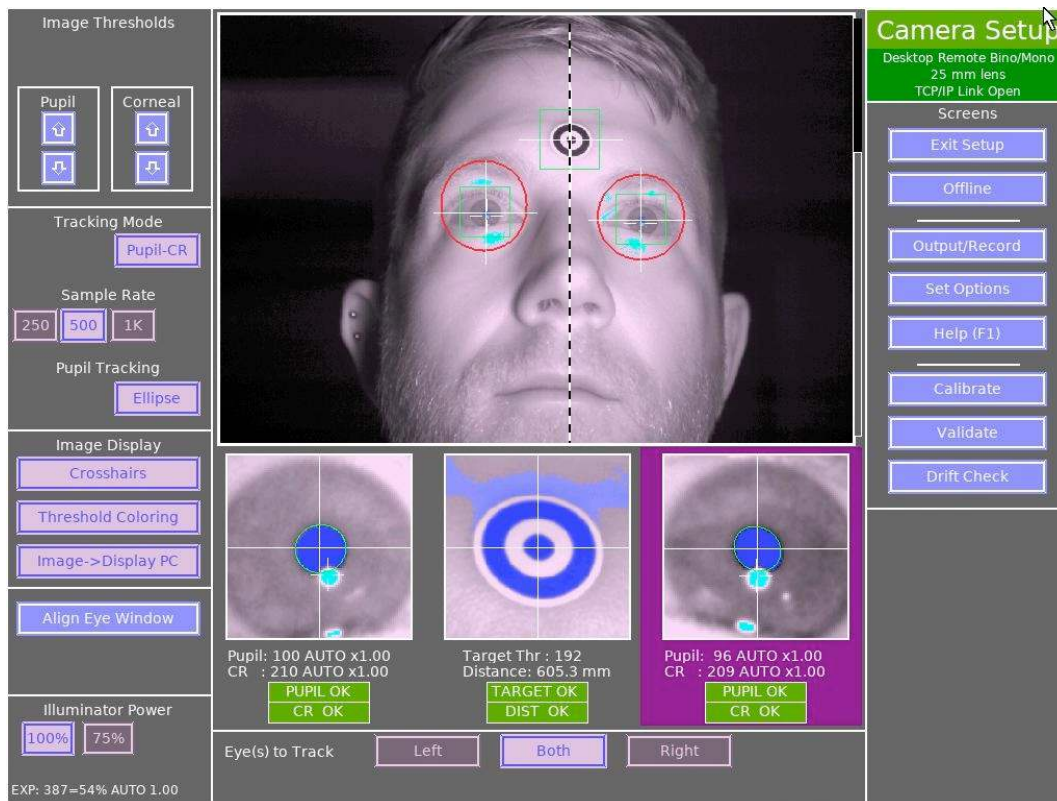 Image Thresholds
Pupil
Corneal
Tracking Mode
Pupil-CR
Sample Rate
250 500 1K
Pupil Tracking
Ellipse
Image Display
Crosshairs
Threshold Coloring
Image->Display PC
Align Eye Window
Illuminator Power
100% 75%
EXP: 387=54% AUTO 1.00
Pupil: 100 AUTO x1.00
CR : 210 AUTO x1.00
PUPIL OK
CR OK
Target Thr : 192
Distance: 605.3 mm
TARGET OK
DIST OK
Pupil: 96 AUTO x1.00
CR : 209 AUTO x1.00
PUPIL OK
CR OK
Eye(s) to Track Left Both Right
Camera Setup
Desktop Remote Bino/Mono
25 mm lens
TCP/IP Link Open
Screens
Exit Setup
Offline
Output/Record
Set Options
Help (F1)
Calibrate
Validate
Drift Check